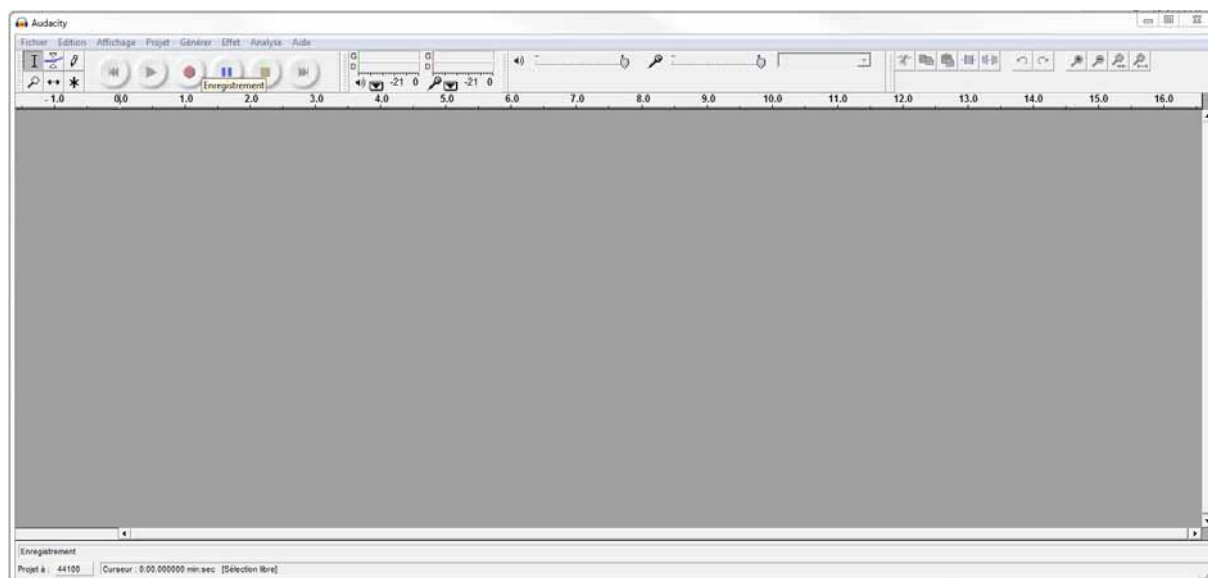 Audacity
Fichier Edition Affichage Projet Générer Effet Analyse Aide
G G
D D
-21 0 -21 0
Enregistrement
- 1.0 0,0 1.0 2.0 3.0 4.0 5.0 6.0 7.0 8.0 9.0 10.0 11.0 12.0 13.0 14.0 15.0 16.0
Enregistrement
Projet à : 44100 Curseur : 0:00.000000 min:sec [Sélection libre]